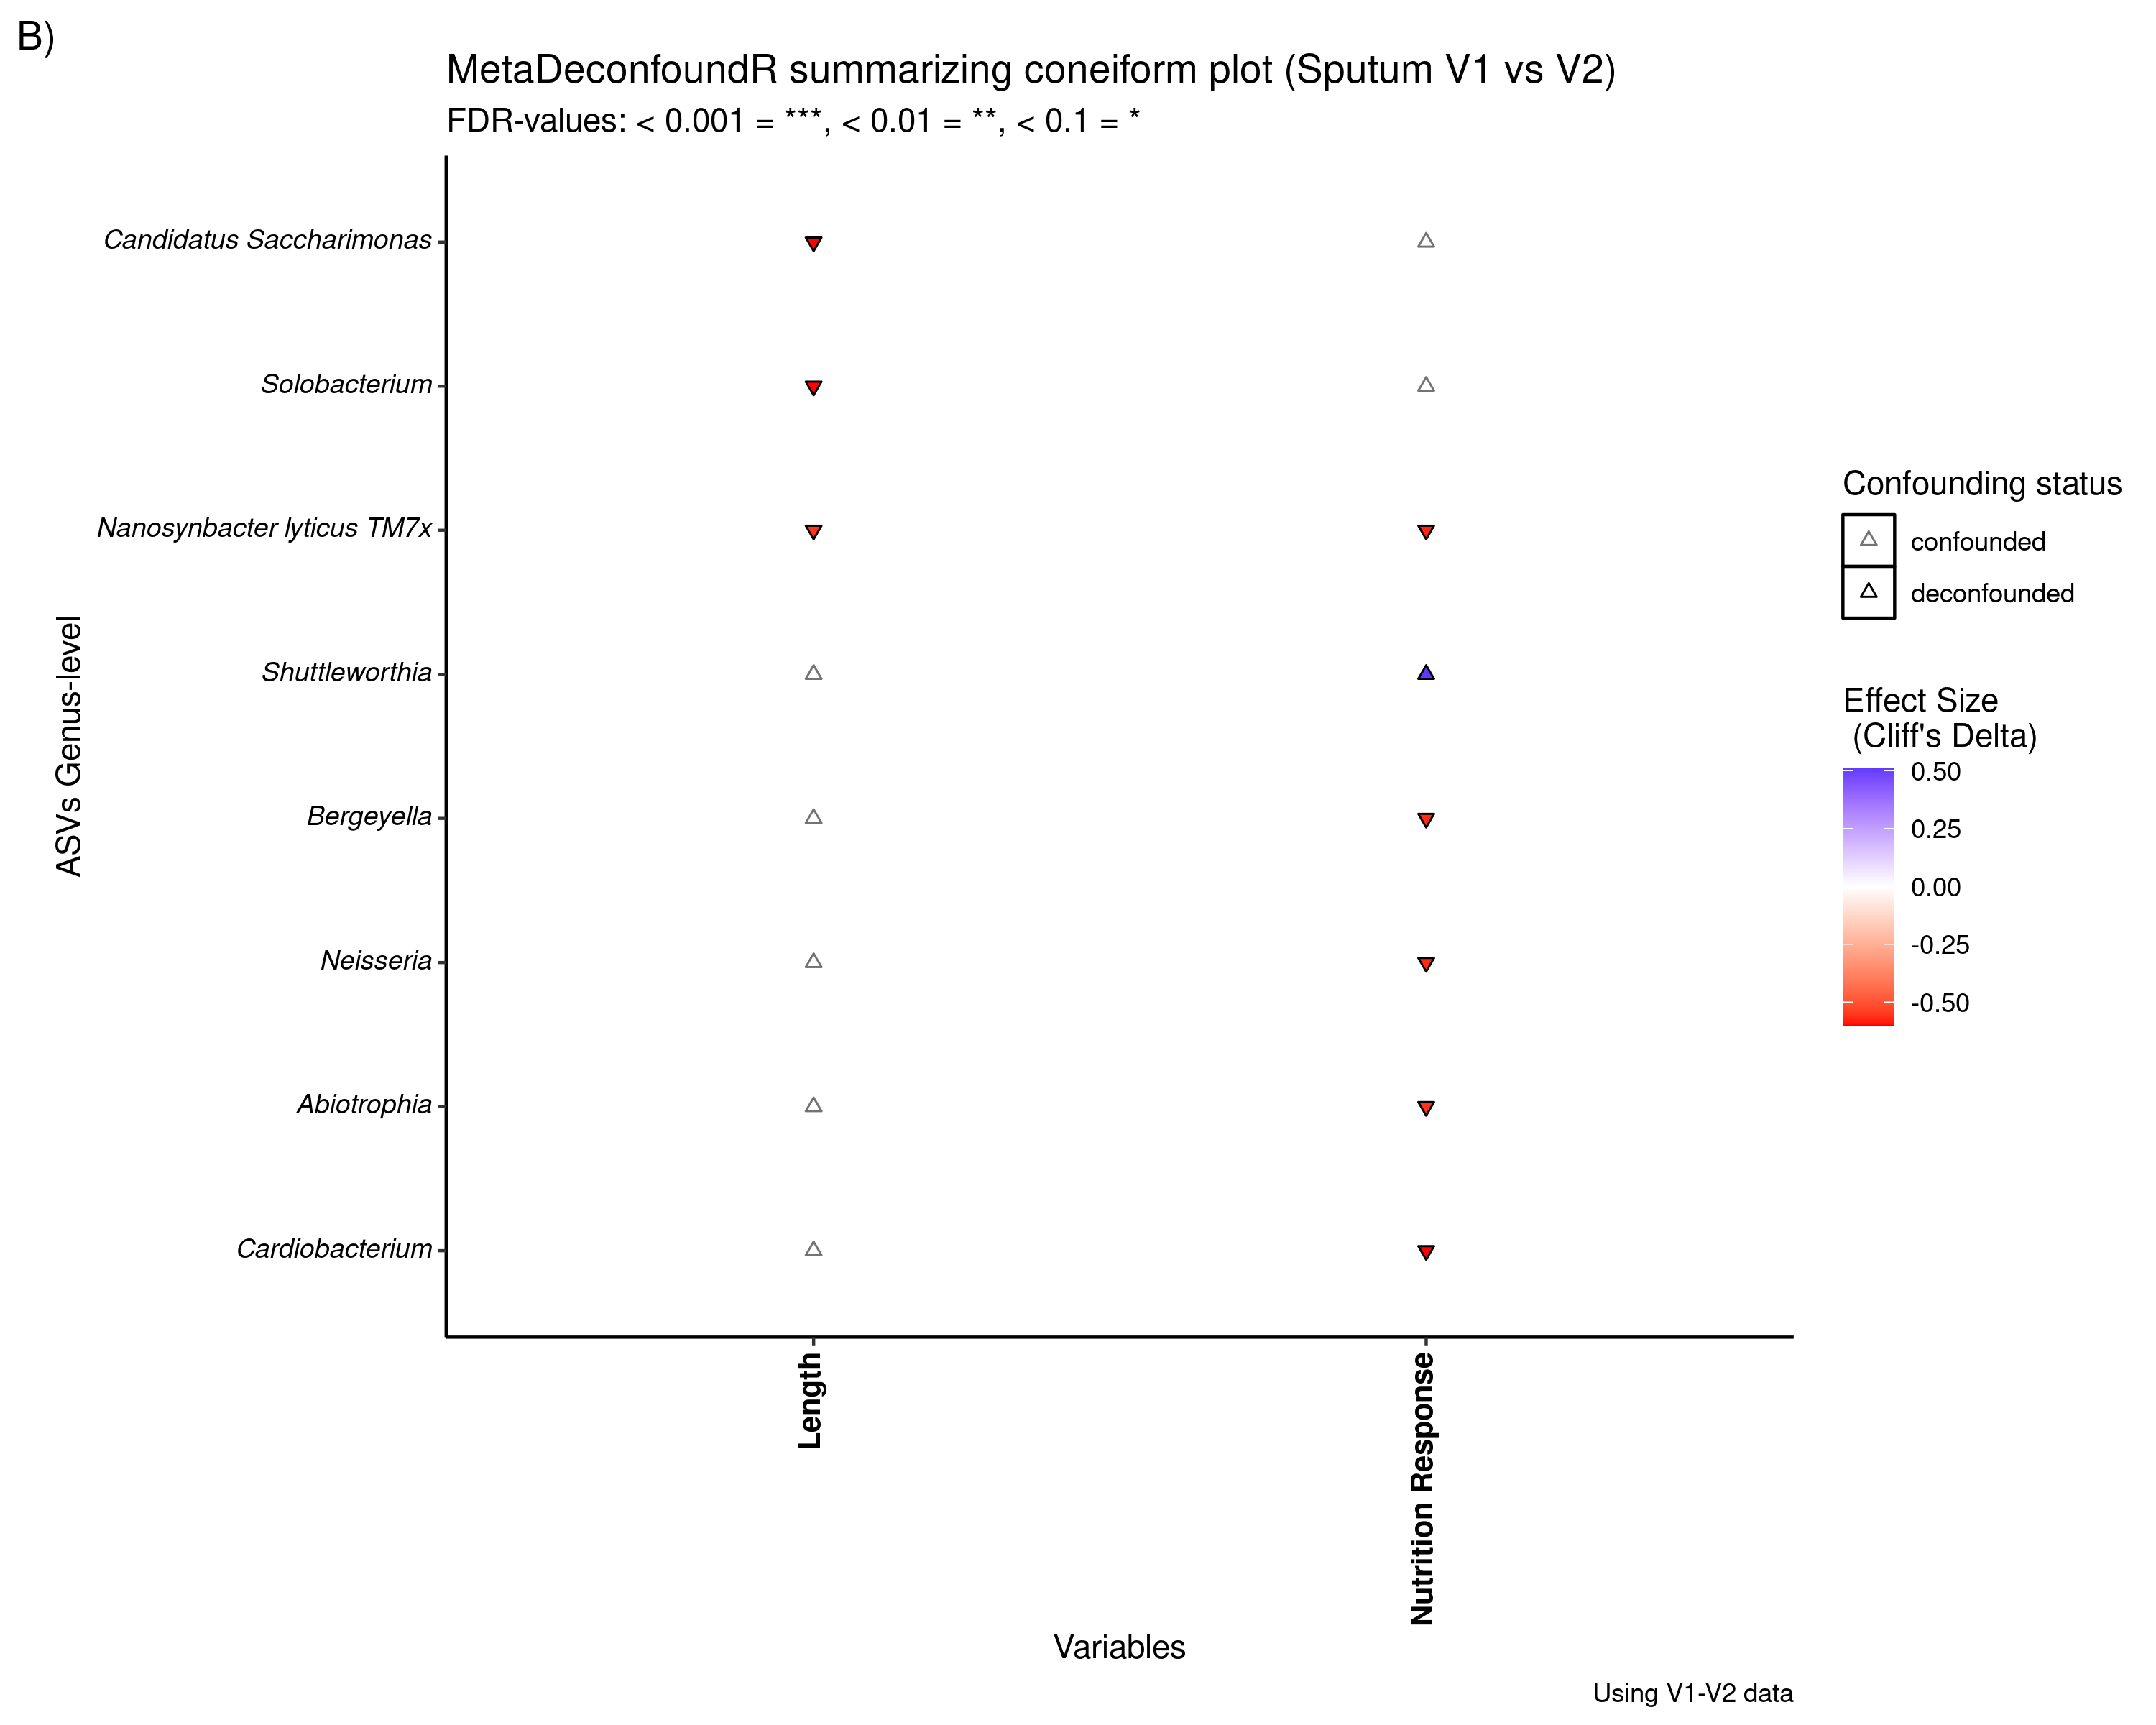 B)
MetaDeconfoundR summarizing coneiform plot (Sputum V1 vs V2)
FDR-values: < 0.001 = ***, < 0.01 = **, < 0.1 = *
ASVs Genus-level
Candidatus Saccharimonas
Solobacterium
Nanosynbacter lyticus TM7x
Shuttleworthia
Bergeyella
Neisseria
Abiotrophia
Cardiobacterium
Length
Nutrition Response
Variables
Using V1-V2 data
Confounding status
confounded
deconfounded
Effect Size
(Cliff's Delta)
0.50
0.25
0.00
-0.25
-0.50